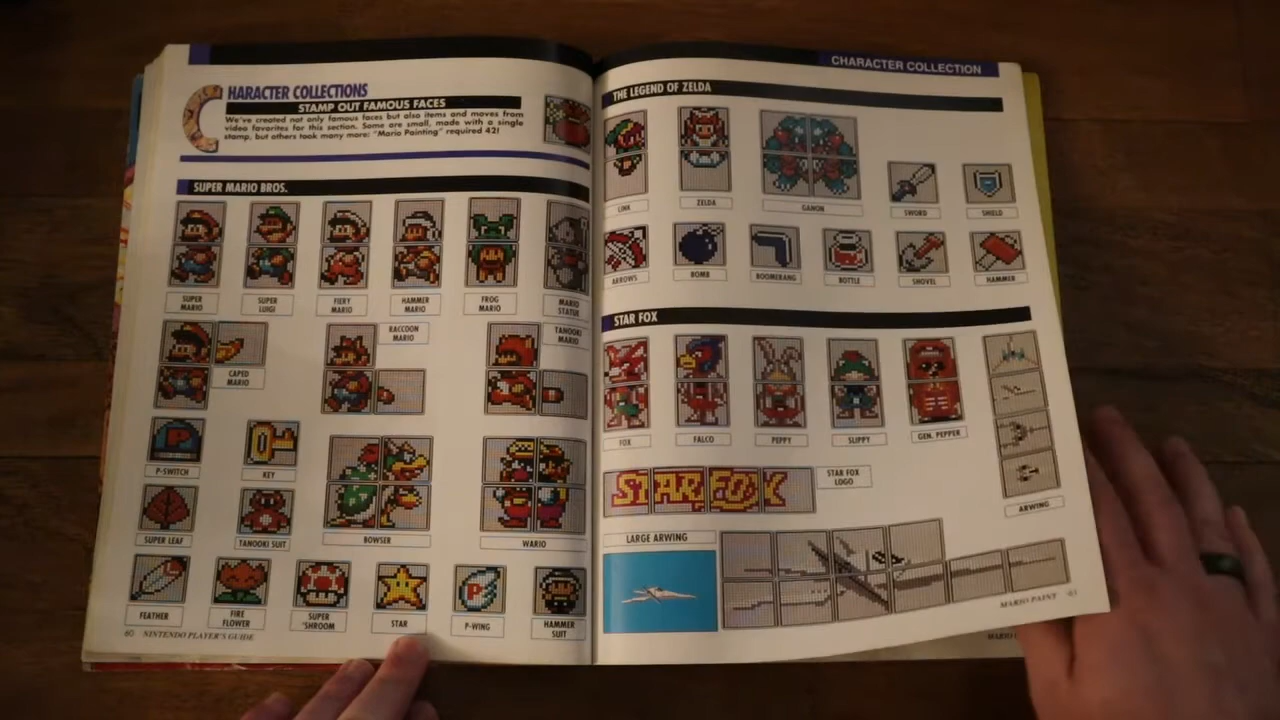 CHARACTER COLLECTIONS
STAMP OUT FAMOUS FACES
We've created not only famous faces but also items and moves from
video favorites for this section. Some are small, made with a single
stamp, but others took many more: "Mario Painting" required 42!
SUPER MARIO BROS.
SUPER
MARIO
SUPER
LUIGI
FIERY
MARIO
HAMMER
MARIO
FROG
MARIO
MARIO
STATUE
CAPED
MARIO
RACCOON
MARIO
TANOOKI
MARIO
P
P-SWITCH
KEY
SUPER LEAF
TANOOKI SUIT
BOWSER
WARIO
FEATHER
FIRE
FLOWER
SUPER
'SHROOM
STAR
P
P-WING
HAMMER
SUIT
60 NINTENDO PLAYER'S GUIDE
CHARACTER COLLECTION
THE LEGEND OF ZELDA
LINK
ZELDA
GANON
SWORD
SHIELD
ARROWS
BOMB
BOOMERANG
BOTTLE
SHOVEL
HAMMER
STAR FOX
FOX
FALCO
PEPPY
SLIPPY
GEN. PEPPER
ARWING
STAR FOX
STAR FOX
LOGO
LARGE ARWING
MARIO PAINT 61